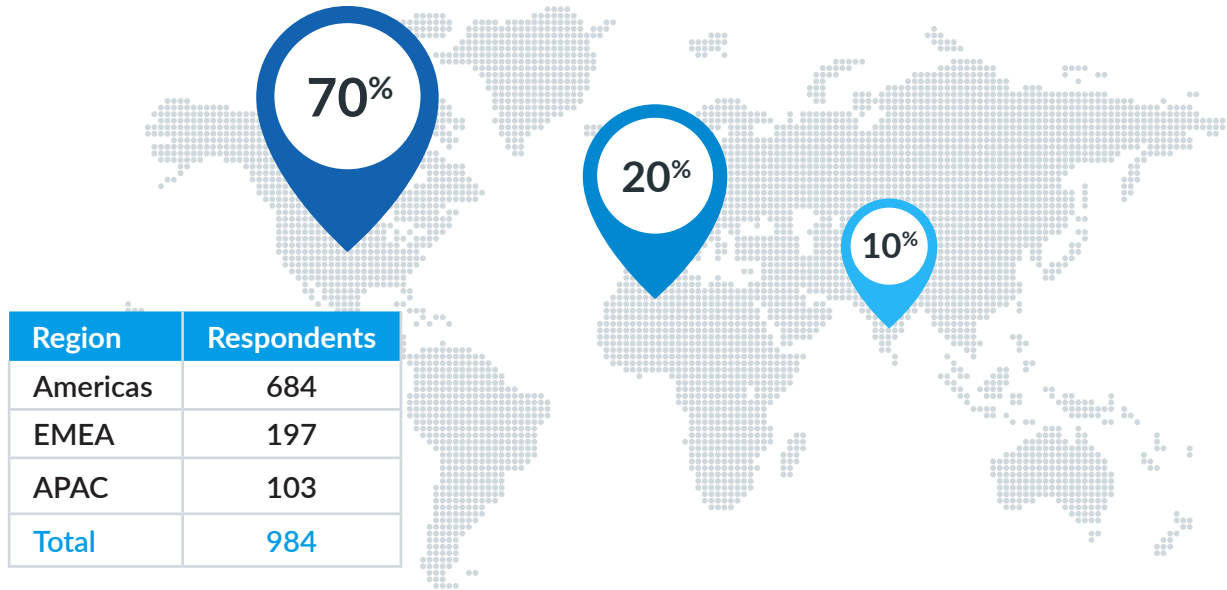 70%
20%
10%
Region Respondents
Americas 684
EMEA 197
APAC 103
Total 984